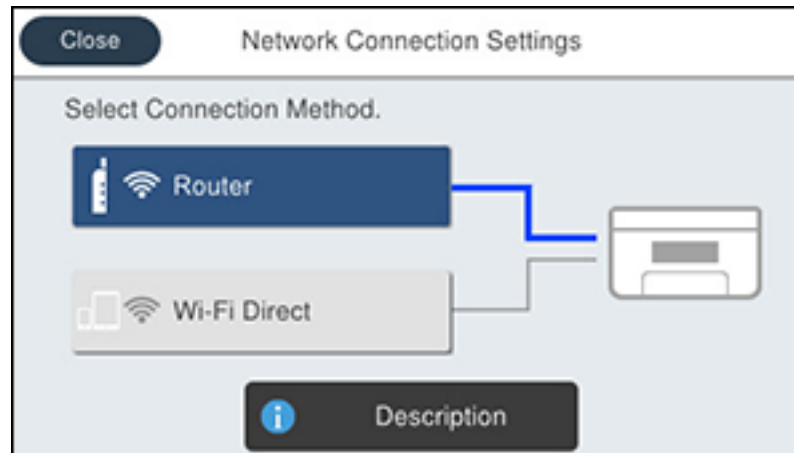 Close
Network Connection Settings
Select Connection Method.
Router
Wi-Fi Direct
Description